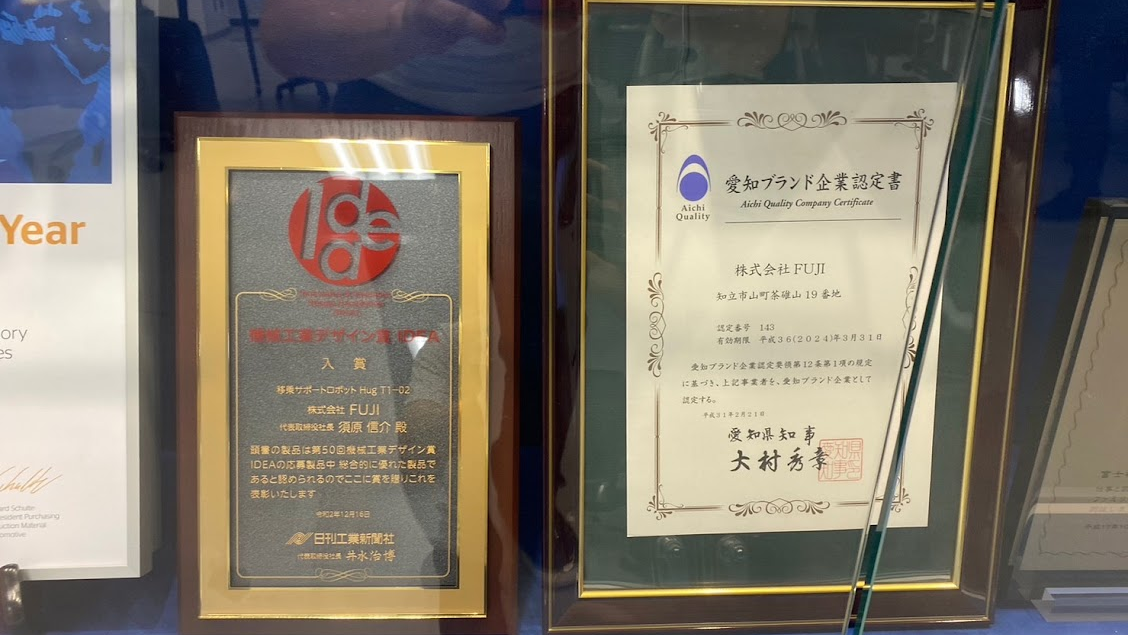 Year
ory
es
ard Schulte
esident Purchasing
uction Material
omotive
Idea
機械工業デザイン賞 IDEA
入賞
移乗サポートロボット Hug T1-02
株式会社 FUJI
代表取締役社長 須原 信介 殿
頭書の製品は第50回機械工業デザイン賞
IDEAの応募製品中 総合的に優れた製品で
あると認められるのでここに賞を贈りこれを
表彰いたします
令和2年12月16日
日刊工業新聞社
代表取締役社長 井水治博
Aichi
Quality
愛知ブランド企業認定書
Aichi Quality Company Certificate
株式会社 FUJI
知立市山町茶碓山 19 番地
認定番号 143
有効期限 平成36(2024)年3月31日
愛知ブランド企業認定要領第12条第1項の規定
に基づき、上記事業者を、愛知ブランド企業として
認定する。
平成31年2月21日
愛知県知事
大村秀章